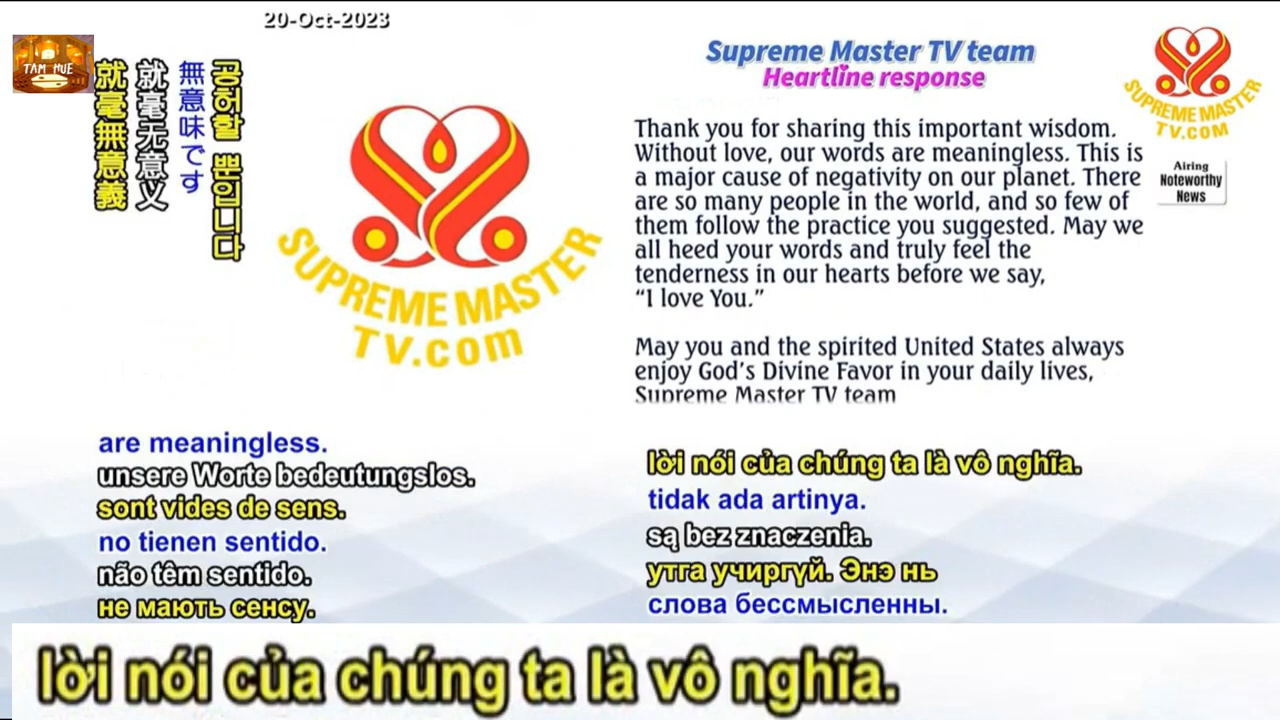 20-Oct-2023
TAM HUE
就毫無意義
就毫无意义
無意味です
공허할 뿐입니다
SUPREME MASTER
TV.com
Supreme Master TV team
Heartline response
SUPREME MASTER
TV.COM
Airing
Noteworthy
News
Thank you for sharing this important wisdom.
Without love, our words are meaningless. This is
a major cause of negativity on our planet. There
are so many people in the world, and so few of
them follow the practice you suggested. May we
all heed your words and truly feel the
tenderness in our hearts before we say,
“I love You.”
May you and the spirited United States always
enjoy God’s Divine Favor in your daily lives,
Supreme Master TV team
are meaningless.
unsere Worte bedeutungslos.
sont vides de sens.
no tienen sentido.
não têm sentido.
не мають сенсу.
lời nói của chúng ta là vô nghĩa.
tidak ada artinya.
są bez znaczenia.
утга учиргүй. Энэ нь
слова бессмысленны.
lời nói của chúng ta là vô nghĩa.